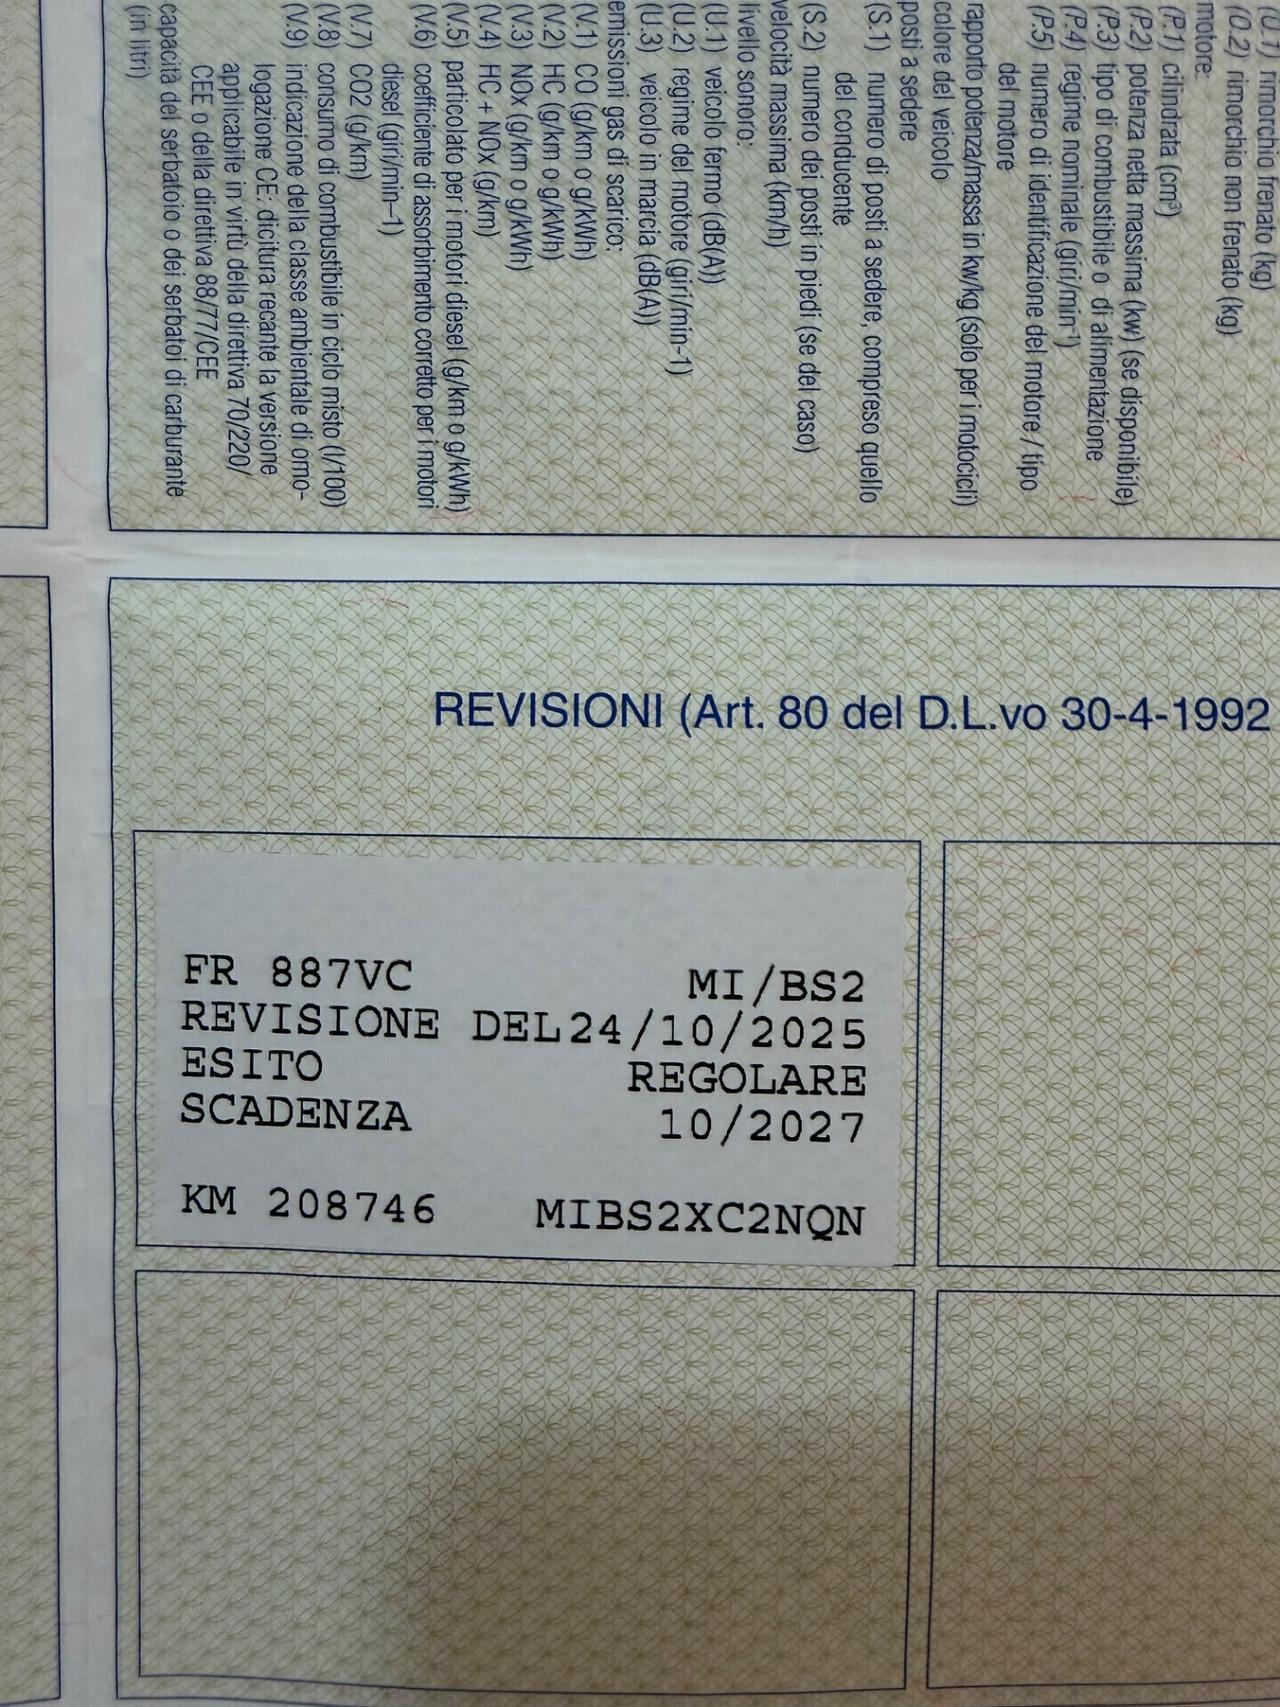 (O.1) rimorchio frenato (kg)
(O.2) rimorchio non frenato (kg)
motore:
(P.1) cilindrata (cm³)
(P.2) potenza netta massima (kw) (se disponibile)
(P.3) tipo di combustibile o di alimentazione
(P.4) regime nominale (giri/min⁻¹)
(P.5) numero di identificazione del motore / tipo
del motore
rapporto potenza/massa in kw/kg (solo per i motocicli)
colore del veicolo
posti a sedere
(S.1) numero di posti a sedere, compreso quello
del conducente
(S.2) numero dei posti in piedi (se del caso)
velocità massima (km/h)
livello sonoro:
(U.1) veicolo fermo (dB(A))
(U.2) regime del motore (giri/min-1)
(U.3) veicolo in marcia (dB(A))
emissioni gas di scarico:
(V.1) CO (g/km o g/kWh)
(V.2) HC (g/km o g/kWh)
(V.3) NOx (g/km o g/kWh)
(V.4) HC + NOx (g/km)
(V.5) particolato per i motori diesel (g/km o g/kWh)
(V.6) coefficiente di assorbimento corretto per i motori
diesel (giri/min–1)
(V.7) CO2 (g/km)
(V.8) consumo di combustibile in ciclo misto (l/100)
(V.9) indicazione della classe ambientale di omo-
logazione CE: dicitura recante la versione
applicabile in virtù della direttiva 70/220/
CEE o della direttiva 88/77/CEE
capacità del serbatoio o dei serbatoi di carburante
(in litri)
REVISIONI (Art. 80 del D.L.vo 30-4-1992
FR 887VC MI/BS2
REVISIONE DEL24/10/2025
ESITO REGOLARE
SCADENZA 10/2027
KM 208746 MIBS2XC2NQN